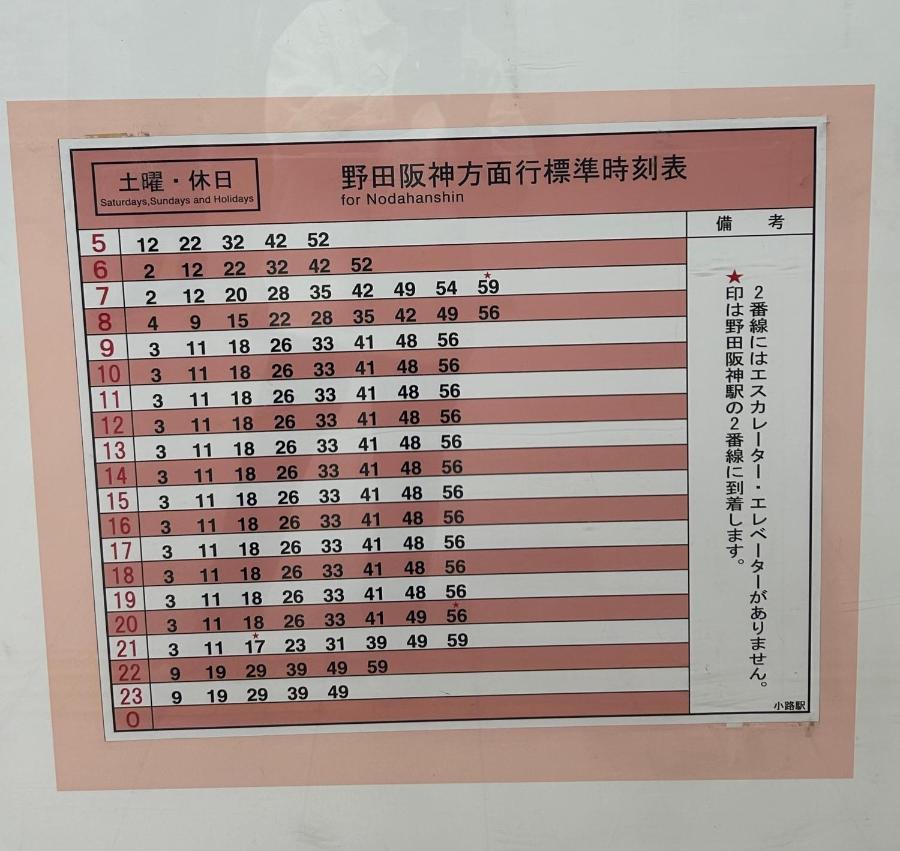 土曜・休日
Saturdays,Sundays and Holidays
野田阪神方面行標準時刻表
for Nodahanshin
備 考
5 12 22 32 42 52
6 2 12 22 32 42 52
★
7 2 12 20 28 35 42 49 54 59
8 4 9 15 22 28 35 42 49 56
9 3 11 18 26 33 41 48 56
10 3 11 18 26 33 41 48 56
11 3 11 18 26 33 41 48 56
12 3 11 18 26 33 41 48 56
13 3 11 18 26 33 41 48 56
14 3 11 18 26 33 41 48 56
15 3 11 18 26 33 41 48 56
16 3 11 18 26 33 41 48 56
17 3 11 18 26 33 41 48 56
18 3 11 18 26 33 41 48 56
19 3 11 18 26 33 41 48 56
★
20 3 11 18 26 33 41 49 56
★
21 3 11 17 23 31 39 49 59
22 9 19 29 39 49 59
23 9 19 29 39 49
0
★印は野田阪神駅の2番線に到着します。
2番線にはエスカレーター・エレベーターがありません。
小路駅